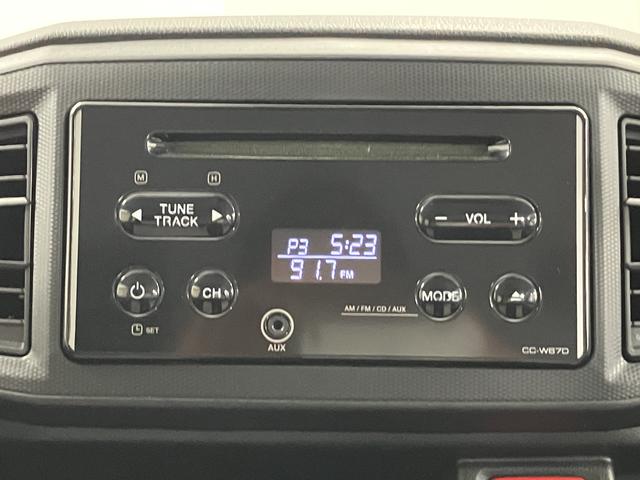 M H
TUNE
TRACK
− VOL +
P3 5:23
91.7 FM
CH
MODE
AM / FM / CD / AUX
SET
AUX
CC-W67D